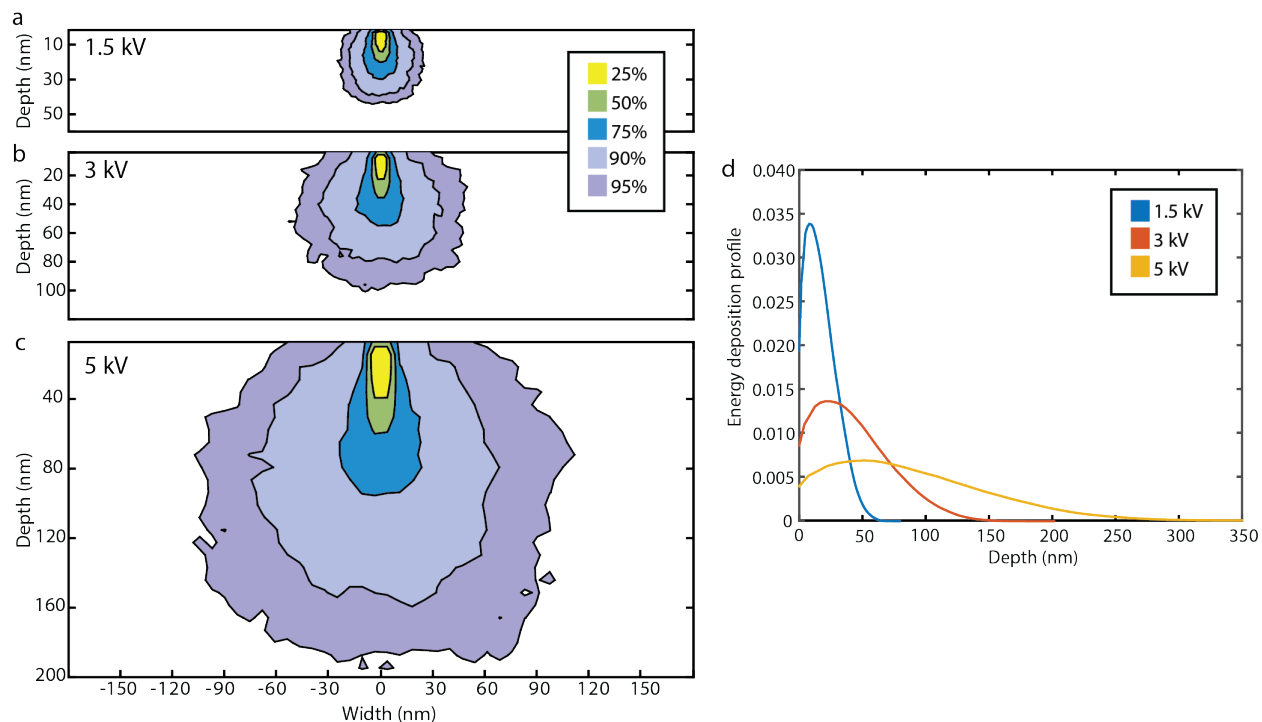 a
1.5 kV
Depth (nm)
10
30
50
25%
50%
75%
90%
95%
b
3 kV
Depth (nm)
20
40
60
80
100
c
5 kV
Depth (nm)
40
80
120
160
200
-150 -120 -90 -60 -30 0 30 60 90 120 150
Width (nm)
d
Energy deposition profile
0.040
0.035
0.030
0.025
0.020
0.015
0.010
0.005
0
1.5 kV
3 kV
5 kV
0 50 100 150 200 250 300 350
Depth (nm)